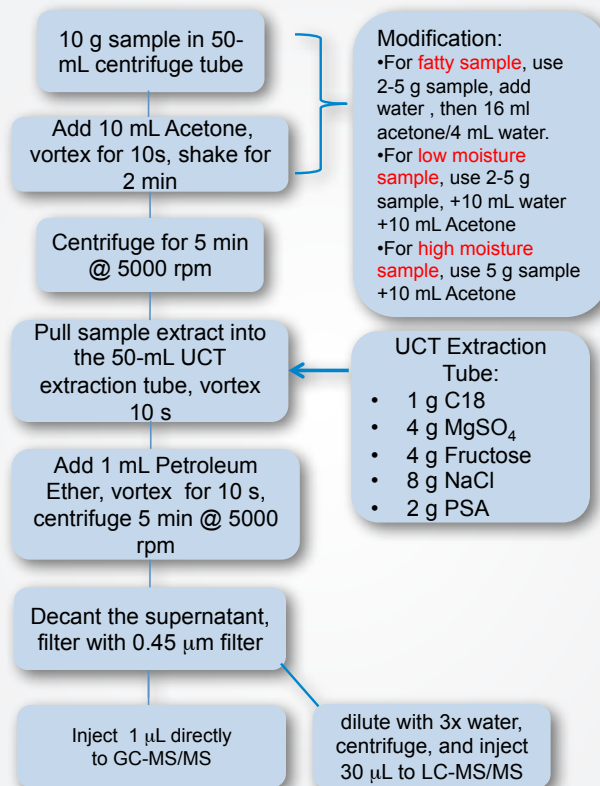 10 g sample in 50-
mL centrifuge tube
Add 10 mL Acetone,
vortex for 10s, shake for
2 min
Modification:
•For fatty sample, use
2-5 g sample, add
water , then 16 ml
acetone/4 mL water.
•For low moisture
sample, use 2-5 g
sample, +10 mL water
+10 mL Acetone
•For high moisture
sample, use 5 g sample
+10 mL Acetone
Centrifuge for 5 min
@ 5000 rpm
Pull sample extract into
the 50-mL UCT
extraction tube, vortex
10 s
UCT Extraction
Tube:
• 1 g C18
• 4 g MgSO₄
• 4 g Fructose
• 8 g NaCl
• 2 g PSA
Add 1 mL Petroleum
Ether, vortex for 10 s,
centrifuge 5 min @ 5000
rpm
Decant the supernatant,
filter with 0.45 μm filter
Inject 1 μL directly
to GC-MS/MS
dilute with 3x water,
centrifuge, and inject
30 μL to LC-MS/MS